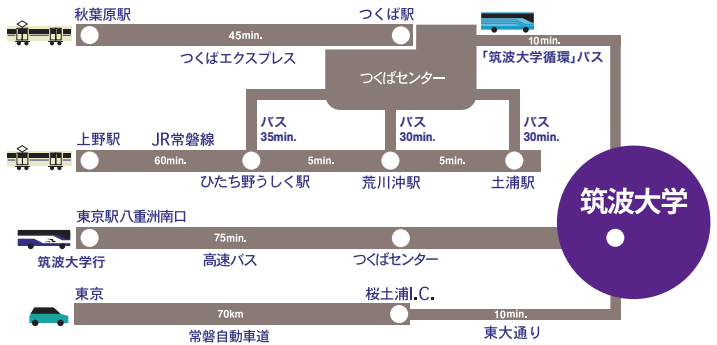 秋葉原駅
つくば駅
45min.
つくばエクスプレス
10min.
「筑波大学循環」バス
つくばセンター
バス
35min.
バス
30min.
バス
30min.
上野駅
JR常磐線
60min.
5min.
5min.
ひたち野うしく駅
荒川沖駅
土浦駅
筑波大学
東京駅八重洲南口
75min.
筑波大学行
高速バス
つくばセンター
東京
桜土浦I.C.
70km
10min.
常磐自動車道
東大通り